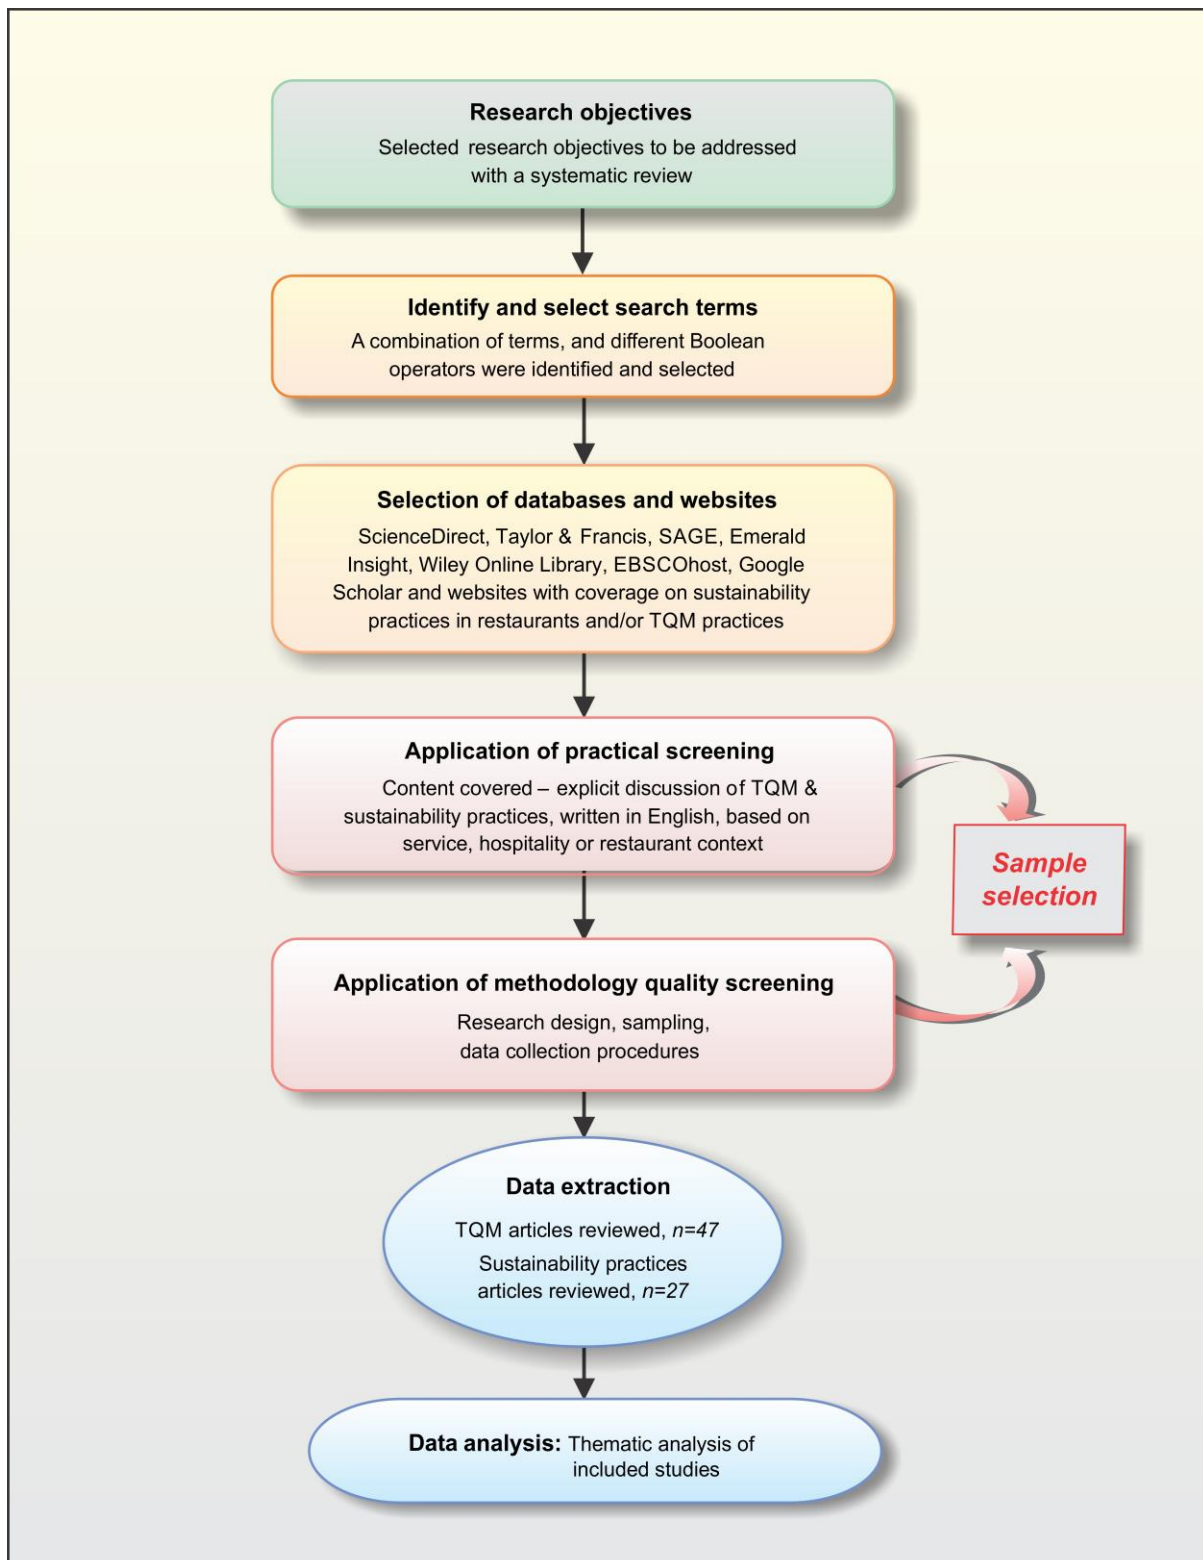 Research objectives
Selected research objectives to be addressed
with a systematic review
Identify and select search terms
A combination of terms, and different Boolean
operators were identified and selected
Selection of databases and websites
ScienceDirect, Taylor & Francis, SAGE, Emerald
Insight, Wiley Online Library, EBSCOhost, Google
Scholar and websites with coverage on sustainability
practices in restaurants and/or TQM practices
Application of practical screening
Content covered – explicit discussion of TQM &
sustainability practices, written in English, based on
service, hospitality or restaurant context
Sample
selection
Application of methodology quality screening
Research design, sampling,
data collection procedures
Data extraction
TQM articles reviewed, n=47
Sustainability practices
articles reviewed, n=27
Data analysis: Thematic analysis of
included studies